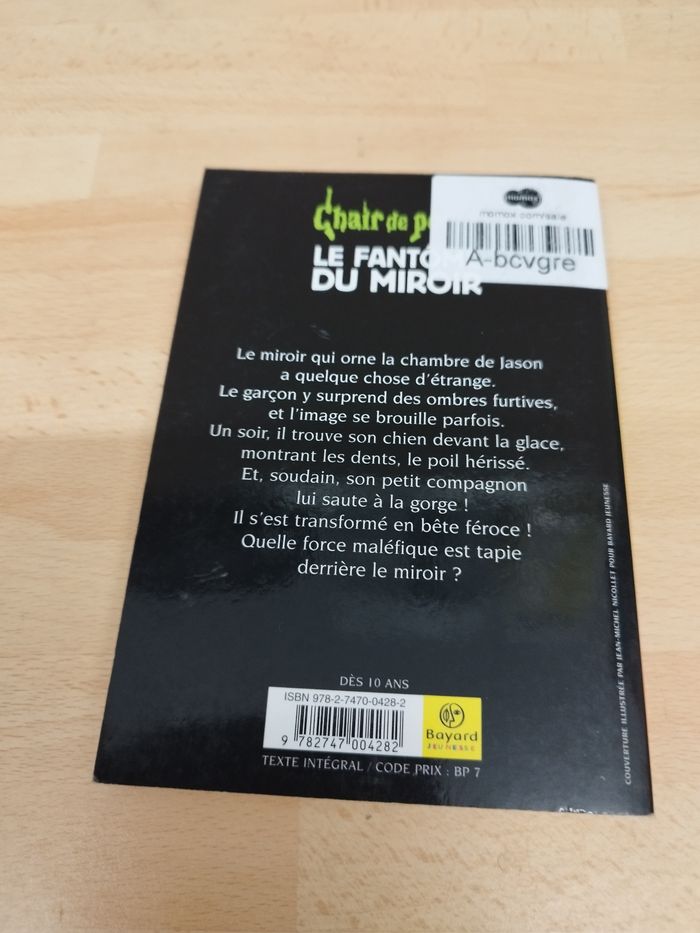 momox
momox.com/sale
A-bcvgre
Chair de p
LE FANTÔM
DU MIROIR
Le miroir qui orne la chambre de Jason
a quelque chose d'étrange.
Le garçon y surprend des ombres furtives,
et l'image se brouille parfois.
Un soir, il trouve son chien devant la glace,
montrant les dents, le poil hérissé.
Et, soudain, son petit compagnon
lui saute à la gorge !
Il s'est transformé en bête féroce !
Quelle force maléfique est tapie
derrière le miroir ?
COUVERTURE ILLUSTRÉE PAR JEAN-MICHEL NICOLLET POUR BAYARD JEUNESSE
DÈS 10 ANS
ISBN 978-2-7470-0428-2
9 782747 004282
Bayard
JEUNESSE
TEXTE INTÉGRAL / CODE PRIX : BP 7